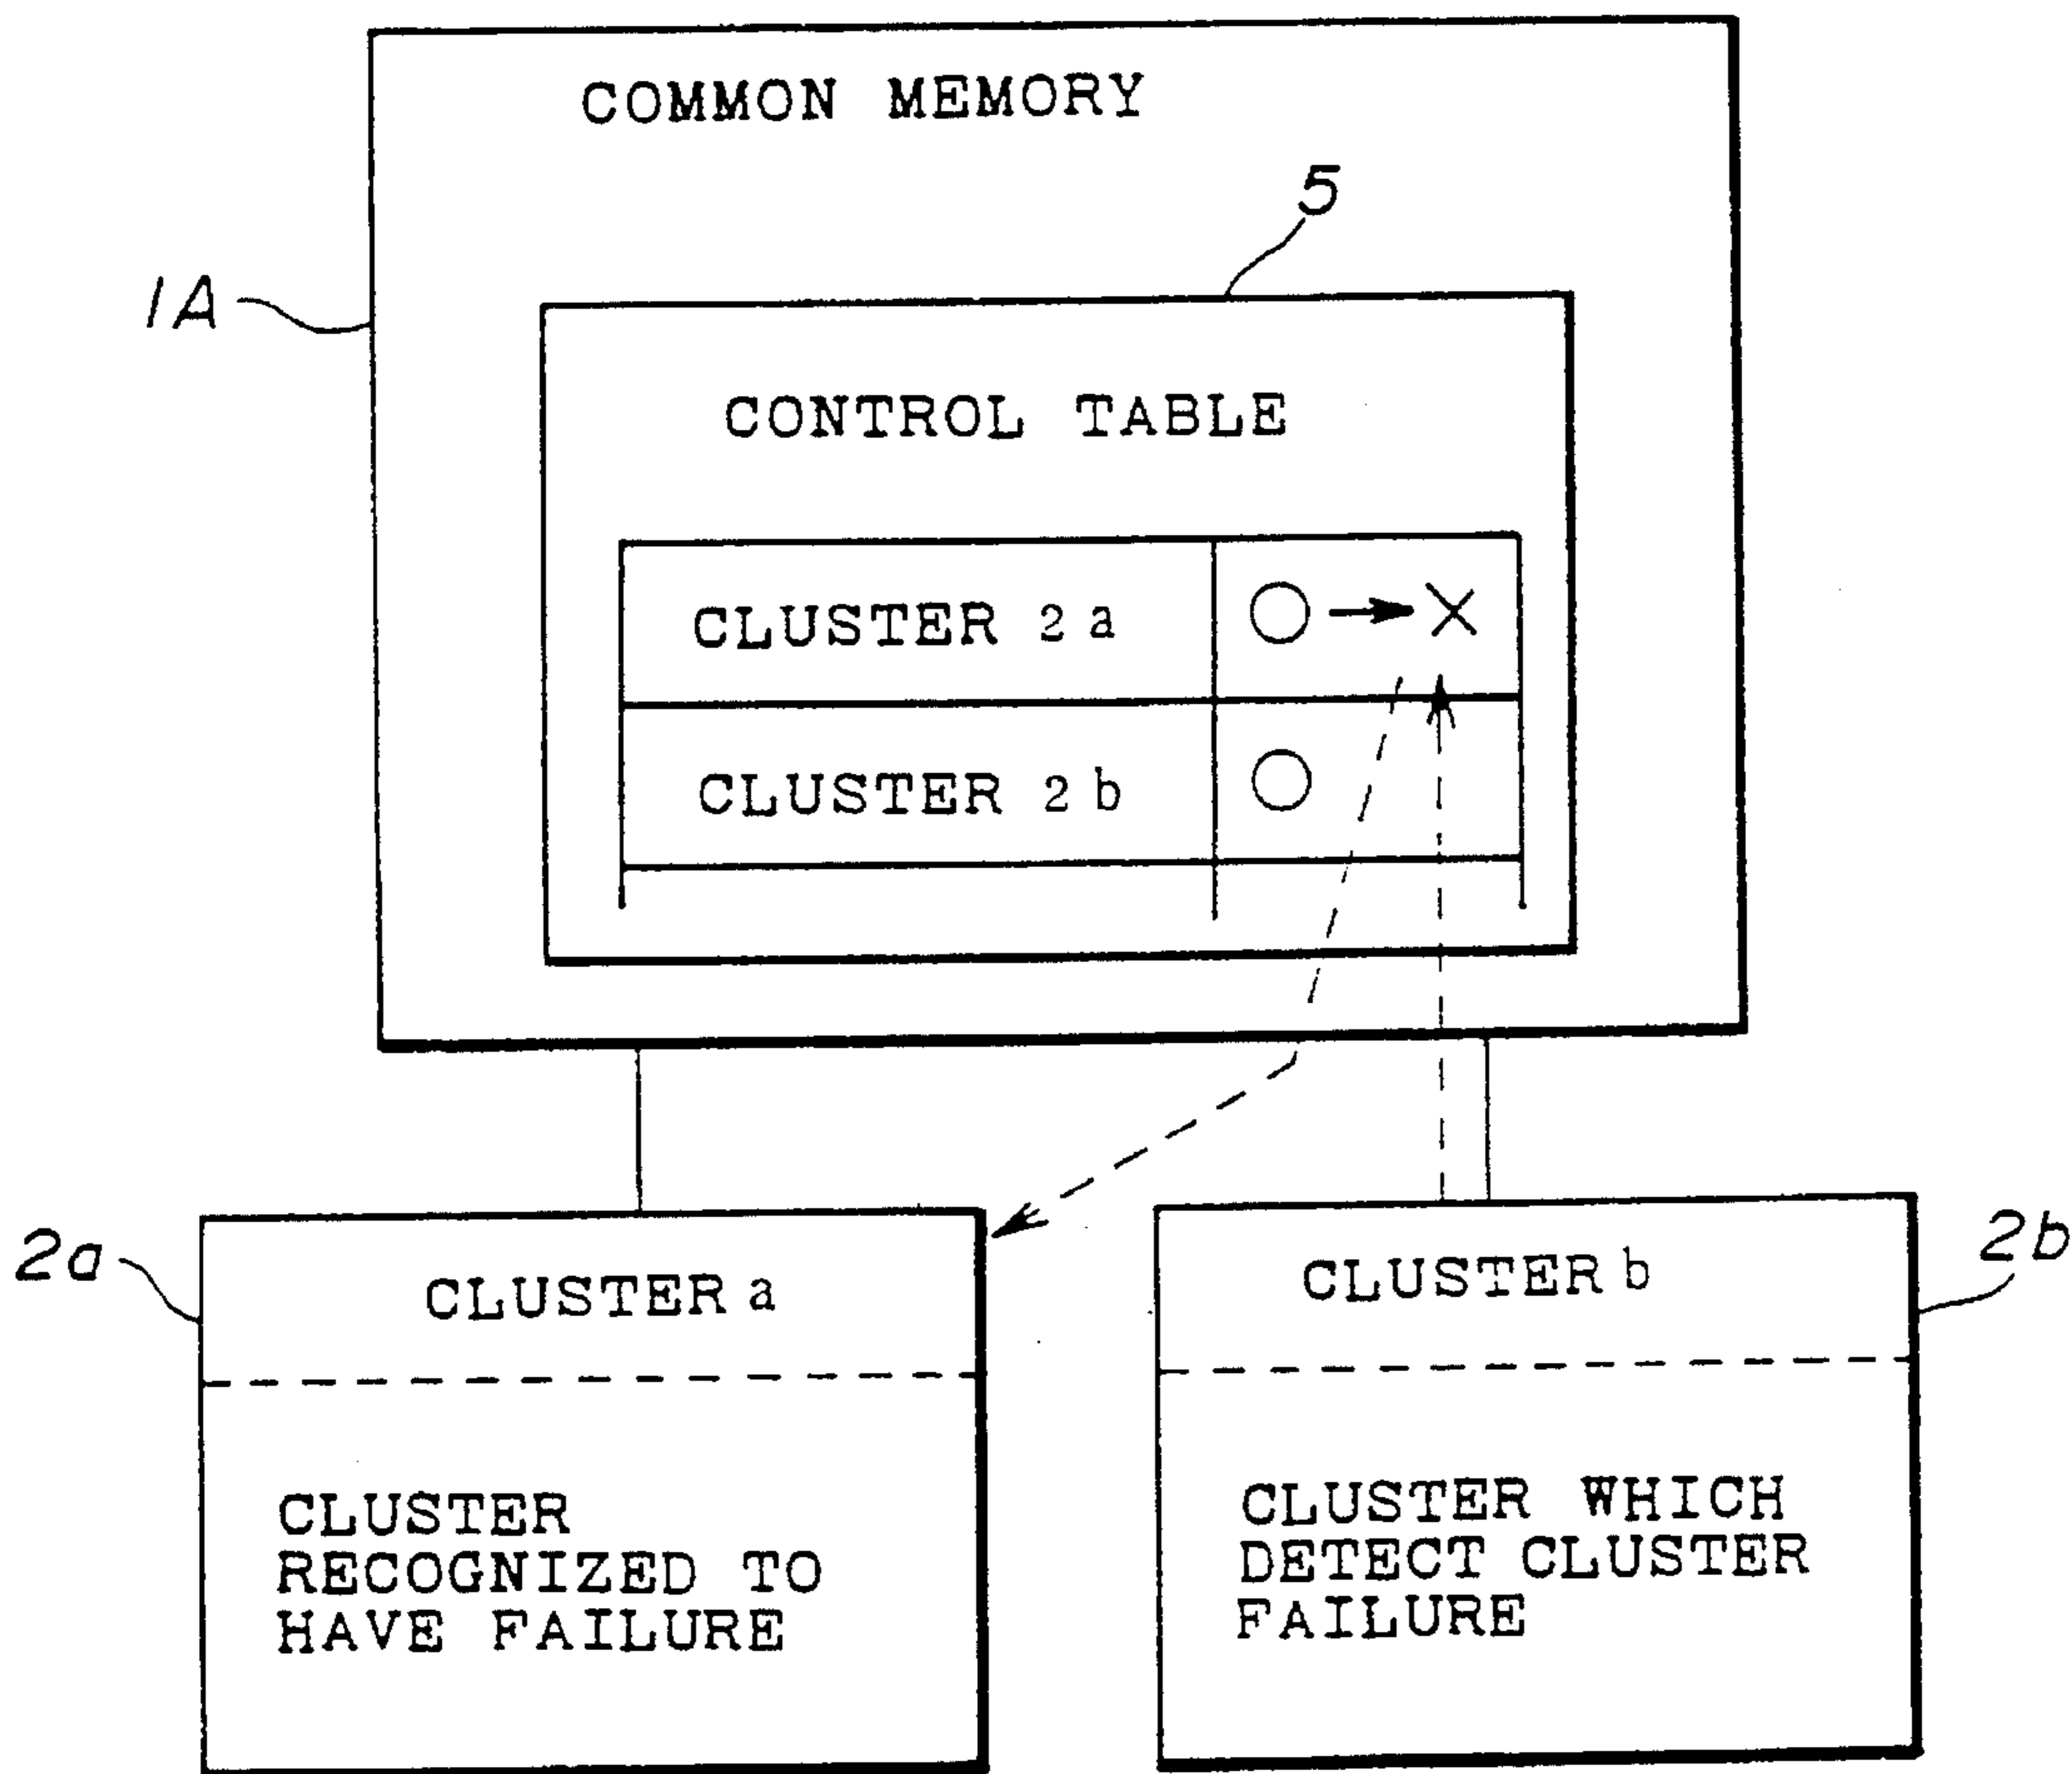 COMMON MEMORY
5
1A
CONTROL TABLE
CLUSTER 2a ○→×
CLUSTER 2b ○
2a
CLUSTER a
CLUSTER
RECOGNIZED TO
HAVE FAILURE
CLUSTER b
2b
CLUSTER WHICH
DETECT CLUSTER
FAILURE